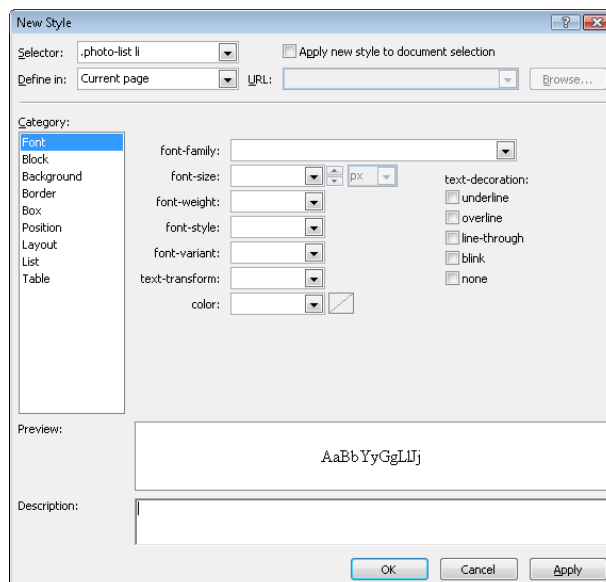 New Style
Selector: .photo-list li Apply new style to document selection
Define in: Current page URL: Browse...
Category:
Font
Block
Background
Border
Box
Position
Layout
List
Table
font-family:
font-size: px
font-weight:
font-style:
font-variant:
text-transform:
color:
text-decoration:
underline
overline
line-through
blink
none
Preview:
AaBbYyGgLlJj
Description:
OK Cancel Apply